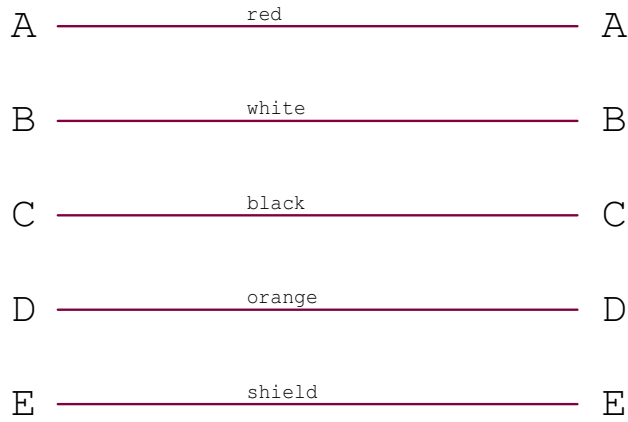 A red A
B white B
C black C
D orange D
E shield E